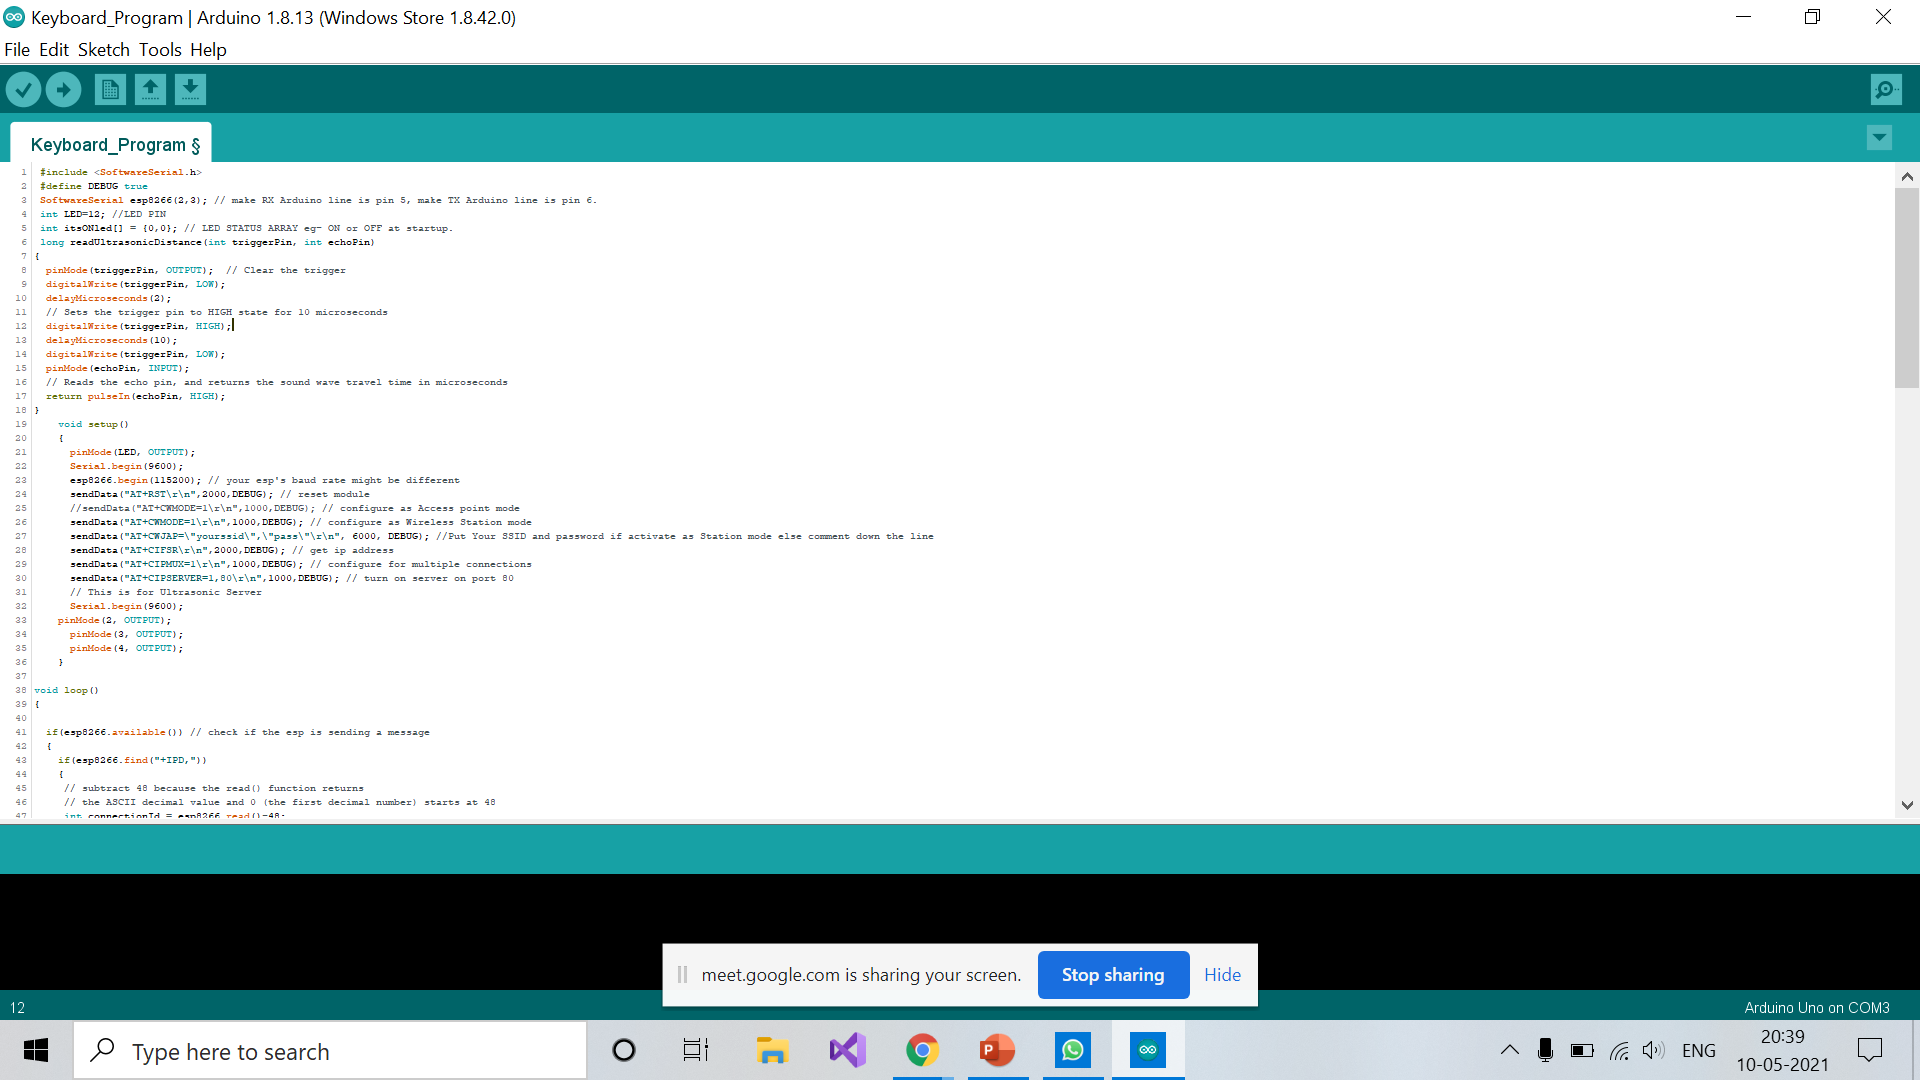 Keyboard_Program | Arduino 1.8.13 (Windows Store 1.8.42.0)
File Edit Sketch Tools Help
Keyboard_Program §
1 #include <SoftwareSerial.h>
2 #define DEBUG true
3 SoftwareSerial esp8266(2,3); // make RX Arduino line is pin 5, make TX Arduino line is pin 6.
4 int LED=12; //LED PIN
5 int itsONled[] = {0,0}; // LED STATUS ARRAY eg- ON or OFF at startup.
6 long readUltrasonicDistance(int triggerPin, int echoPin)
7 {
8 pinMode(triggerPin, OUTPUT);  // Clear the trigger
9 digitalWrite(triggerPin, LOW);
10 delayMicroseconds(2);
11 // Sets the trigger pin to HIGH state for 10 microseconds
12 digitalWrite(triggerPin, HIGH);
13 delayMicroseconds(10);
14 digitalWrite(triggerPin, LOW);
15 pinMode(echoPin, INPUT);
16 // Reads the echo pin, and returns the sound wave travel time in microseconds
17 return pulseIn(echoPin, HIGH);
18 }
19 void setup()
20 {
21 pinMode(LED, OUTPUT);
22 Serial.begin(9600);
23 esp8266.begin(115200); // your esp's baud rate might be different
24 sendData("AT+RST\r\n",2000,DEBUG); // reset module
25 //sendData("AT+CWMODE=1\r\n",1000,DEBUG); // configure as Access point mode
26 sendData("AT+CWMODE=1\r\n",1000,DEBUG); // configure as Wireless Station mode
27 sendData("AT+CWJAP=\"yourssid\",\"pass\"\r\n", 6000, DEBUG); //Put Your SSID and password if activate as Station mode else comment down the line
28 sendData("AT+CIFSR\r\n",2000,DEBUG); // get ip address
29 sendData("AT+CIPMUX=1\r\n",1000,DEBUG); // configure for multiple connections
30 sendData("AT+CIPSERVER=1,80\r\n",1000,DEBUG); // turn on server on port 80
31 // This is for Ultrasonic Server
32 Serial.begin(9600);
33 pinMode(2, OUTPUT);
34 pinMode(3, OUTPUT);
35 pinMode(4, OUTPUT);
36 }
37
38 void loop()
39 {
40
41 if(esp8266.available()) // check if the esp is sending a message
42 {
43 if(esp8266.find("+IPD,"))
44 {
45 // subtract 48 because the read() function returns
46 // the ASCII decimal value and 0 (the first decimal number) starts at 48
47 int connectionId = esp8266.read()-48;
meet.google.com is sharing your screen. Stop sharing Hide
12 Arduino Uno on COM3
Type here to search
ENG
20:39
10-05-2021